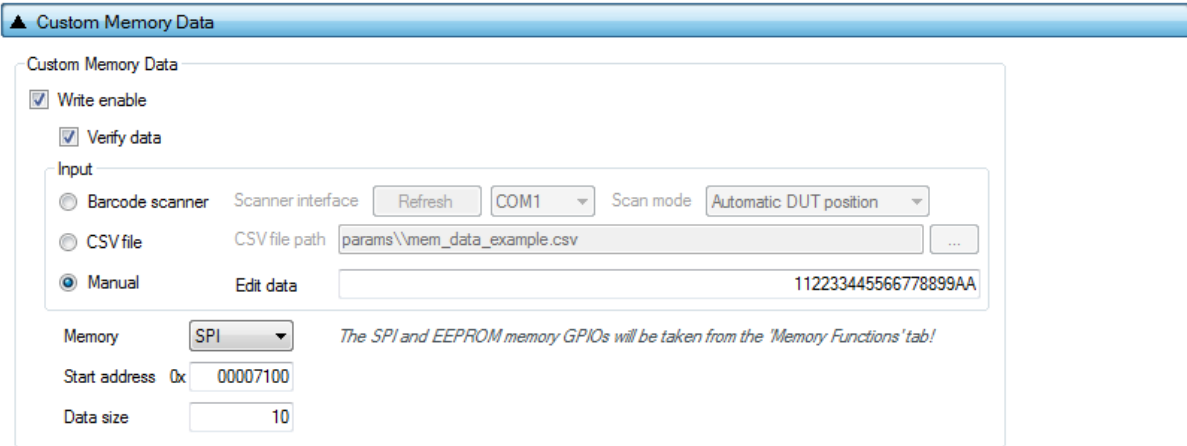 Custom Memory Data
Custom Memory Data
Write enable
Verify data
Input
Barcode scanner Scanner interface Refresh COM1 Scan mode Automatic DUT position
CSV file CSV file path params\\mem_data_example.csv ...
Manual Edit data 112233445566778899AA
Memory SPI The SPI and EEPROM memory GPIOs will be taken from the 'Memory Functions' tab!
Start address 0x 00007100
Data size 10